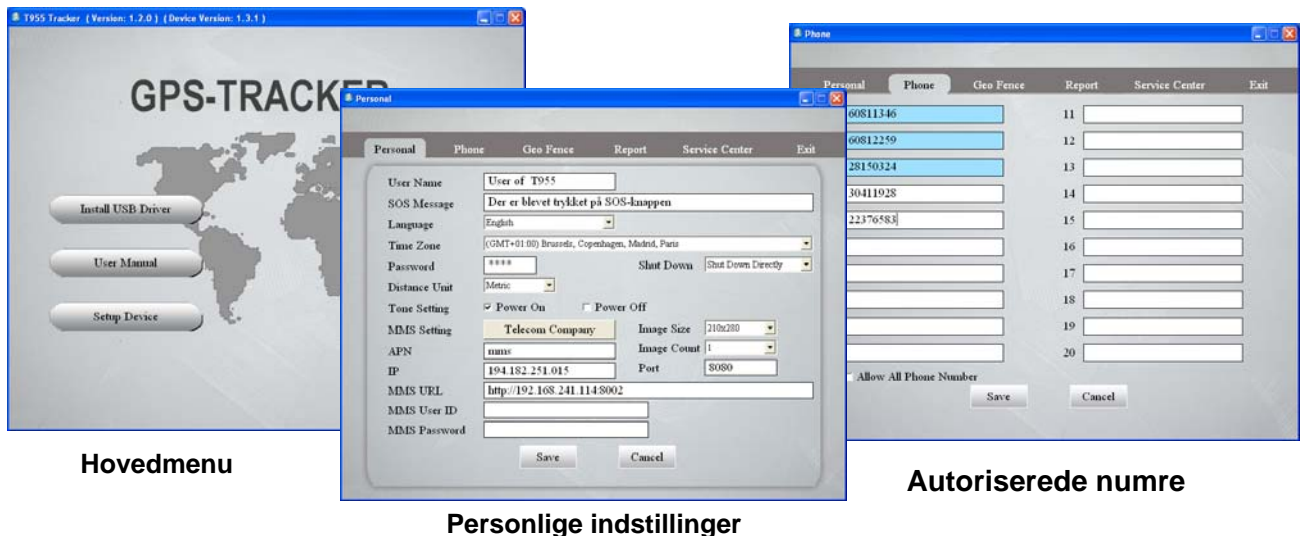 T955 Tracker ( Version: 1.2.0 ) ( Device Version: 1.3.1 )
GPS-TRACK
Install USB Driver
User Manual
Setup Device
Hovedmenu
Personal
Personal Phone Geo Fence Report Service Center Exit
User Name User of T955
SOS Message Der er blevet trykket på SOS-knappen
Language English
Time Zone (GMT+01:00) Brussels, Copenhagen, Madrid, Paris
Password **** Shut Down Shut Down Directly
Distance Unit Metric
Tone Setting Power On Power Off
MMS Setting Telecom Company Image Size 210x280
APN mms Image Count 1
IP 194.182.251.015 Port 8080
MMS URL http://192.168.241.114:8002
MMS User ID
MMS Password
Save Cancel
Personlige indstillinger
Phone
Personal Phone Geo Fence Report Service Center Exit
60811346 11
60812259 12
28150324 13
30411928 14
22376583 15
16
17
18
19
20
Allow All Phone Number
Save Cancel
Autoriserede numre